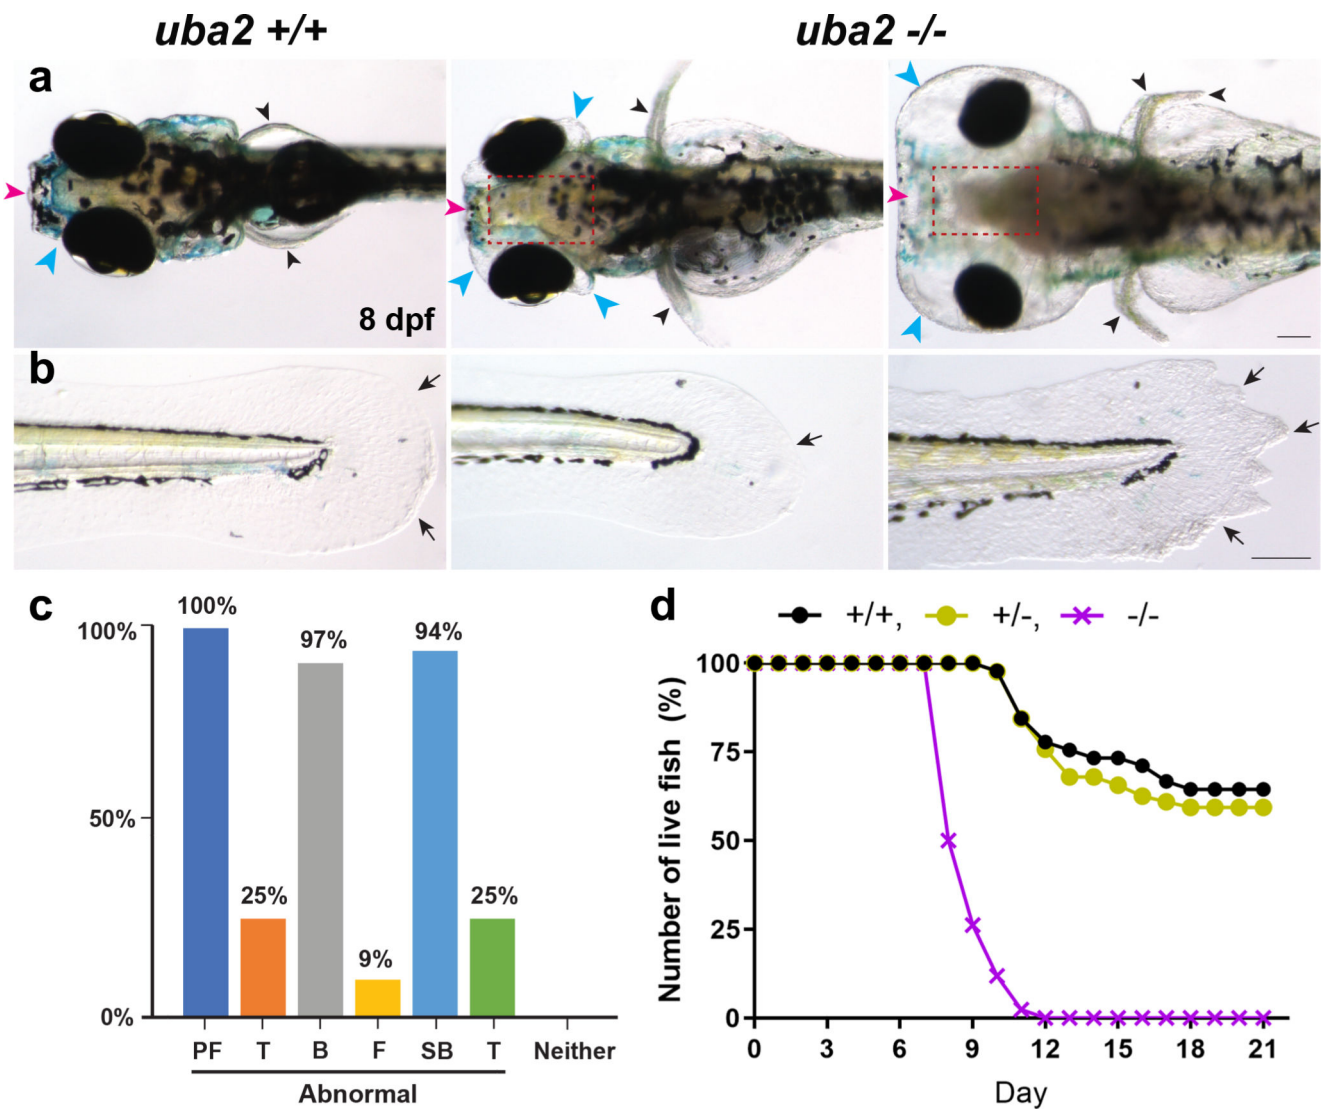 uba2 +/+
uba2 -/-
a
8 dpf
b
c
100%
50%
0%
100%
25%
97%
9%
94%
25%
PF T B F SB T Neither
Abnormal
d
+/+, +/-, -/-
Number of live fish (%)
100
75
50
25
0
0 3 6 9 12 15 18 21
Day